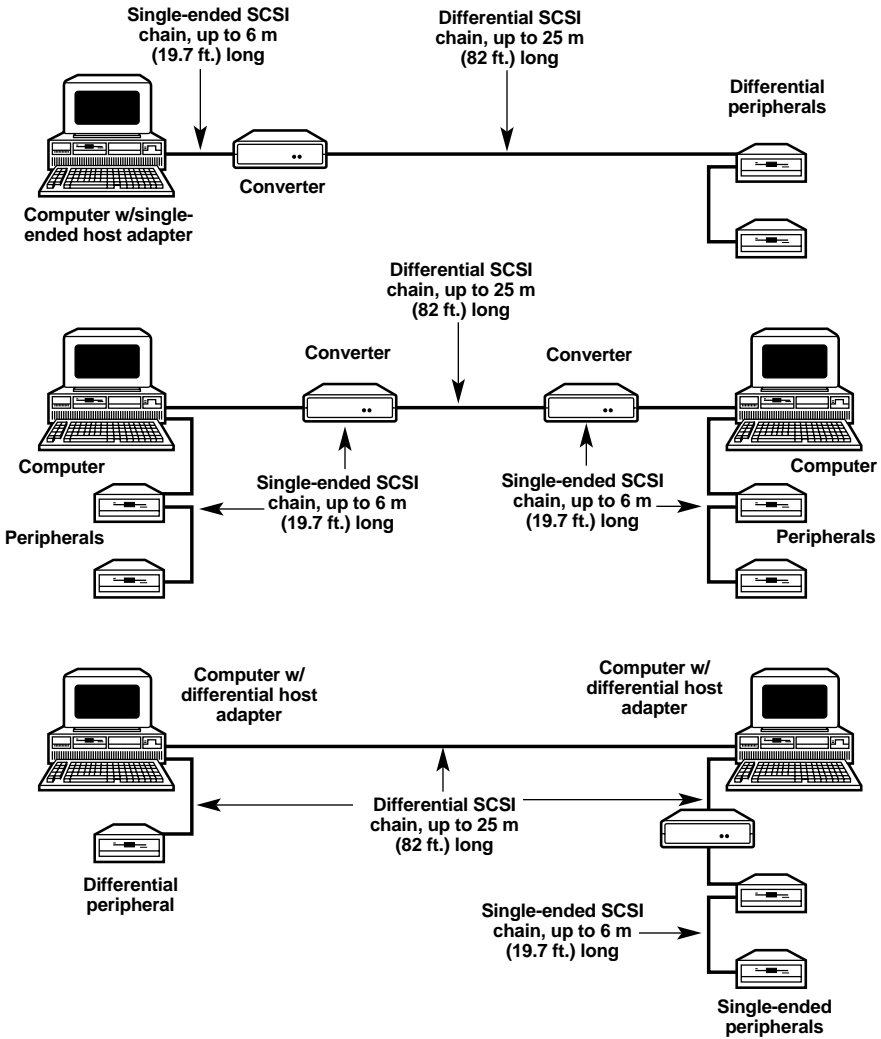 Single-ended SCSI
chain, up to 6 m
(19.7 ft.) long
Differential SCSI
chain, up to 25 m
(82 ft.) long
Differential
peripherals
Converter
Computer w/single-
ended host adapter
Differential SCSI
chain, up to 25 m
(82 ft.) long
Converter
Converter
Computer
Single-ended SCSI
chain, up to 6 m
(19.7 ft.) long
Single-ended SCSI
chain, up to 6 m
(19.7 ft.) long
Computer
Peripherals
Peripherals
Computer w/
differential host
adapter
Computer w/
differential host
adapter
Differential SCSI
chain, up to 25 m
(82 ft.) long
Differential
peripheral
Single-ended SCSI
chain, up to 6 m
(19.7 ft.) long
Single-ended
peripherals